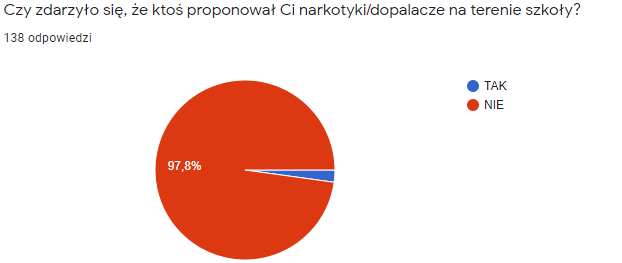 Czy zdarzyło się, że ktoś proponował Ci narkotyki/dopalacze na terenie szkoły?
138 odpowiedzi
TAK
NIE
97,8%